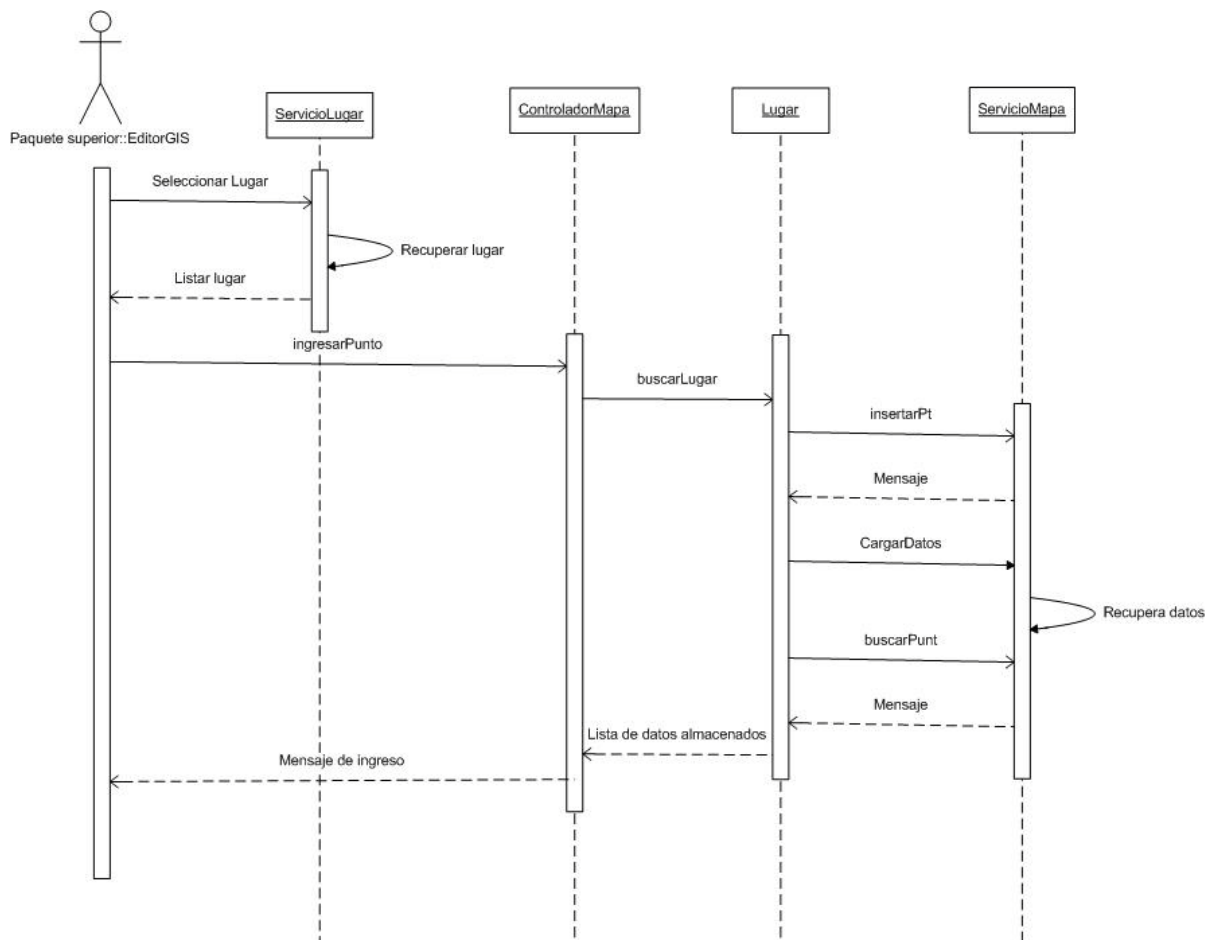 Paquete superior::EditorGIS
ServicioLugar
ControladorMapa
Lugar
ServicioMapa
Seleccionar Lugar
Recuperar lugar
Listar lugar
ingresarPunto
buscarLugar
insertarPt
Mensaje
CargarDatos
Recupera datos
buscarPunt
Mensaje
Lista de datos almacenados
Mensaje de ingreso